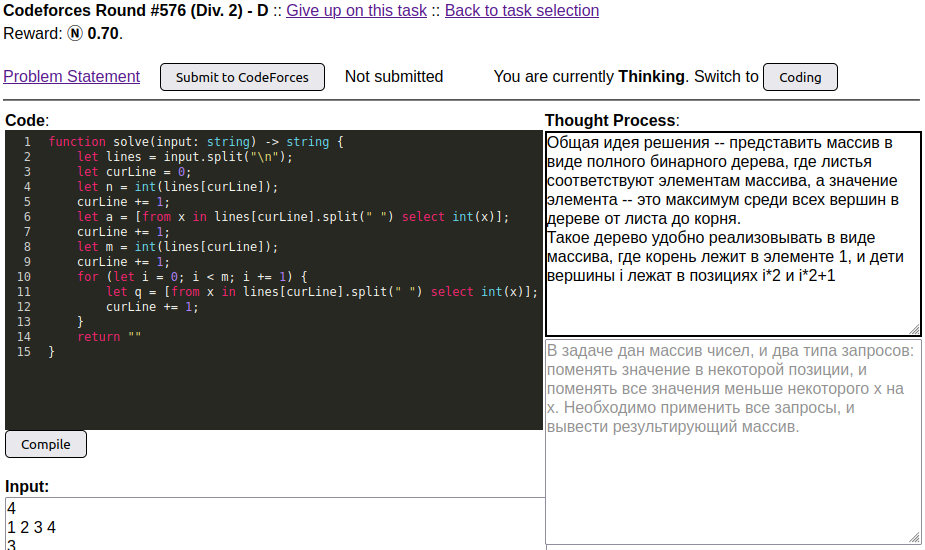 Codeforces Round #576 (Div. 2) - D :: Give up on this task :: Back to task selection
Reward: Ⓝ 0.70.
Problem Statement Submit to CodeForces Not submitted You are currently Thinking. Switch to Coding
Code:
1 function solve(input: string) -> string {
2     let lines = input.split("\n");
3     let curLine = 0;
4     let n = int(lines[curLine]);
5     curLine += 1;
6     let a = [from x in lines[curLine].split(" ") select int(x)];
7     curLine += 1;
8     let m = int(lines[curLine]);
9     curLine += 1;
10     for (let i = 0; i < m; i += 1) {
11         let q = [from x in lines[curLine].split(" ") select int(x)];
12         curLine += 1;
13     }
14     return ""
15 }
Compile
Input:
4
1 2 3 4
3
Thought Process:
Общая идея решения -- представить массив в
виде полного бинарного дерева, где листья
соответствуют элементам массива, а значение
элемента -- это максимум среди всех вершин в
дереве от листа до корня.
Такое дерево удобно реализовывать в виде
массива, где корень лежит в элементе 1, и дети
вершины i лежат в позициях i*2 и i*2+1
В задаче дан массив чисел, и два типа запросов:
поменять значение в некоторой позиции, и
поменять все значения меньше некоторого x на
x. Необходимо применить все запросы, и
вывести результирующий массив.